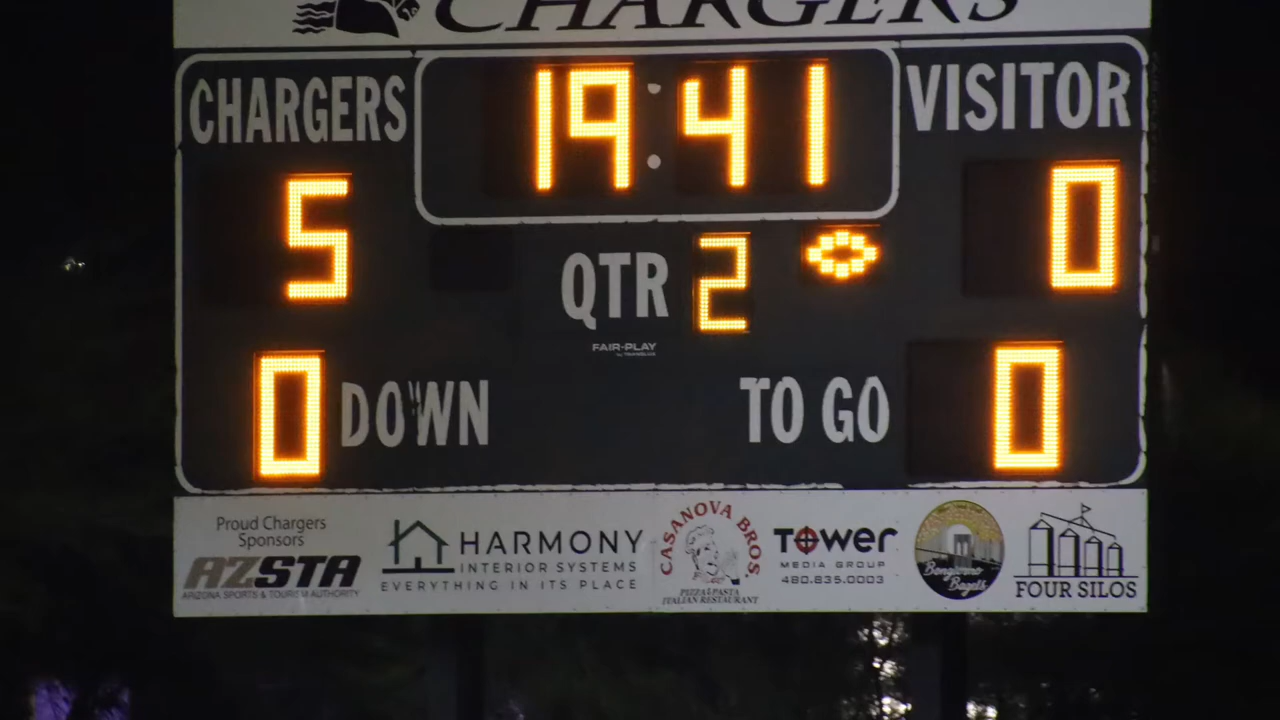 CHARGERS
CHARGERS 19:41 VISITOR
5 0
QTR 2
FAIR-PLAY
0 DOWN TO GO 0
Proud Chargers
Sponsors
AZSTA
ARIZONA SPORTS & TOURISM AUTHORITY
HARMONY
INTERIOR SYSTEMS
EVERYTHING IN ITS PLACE
CASANOVA BROS.
PIZZA & PASTA
ITALIAN RESTAURANT
TOWER
MEDIA GROUP
480.835.0003
Bagels
FOUR SILOS